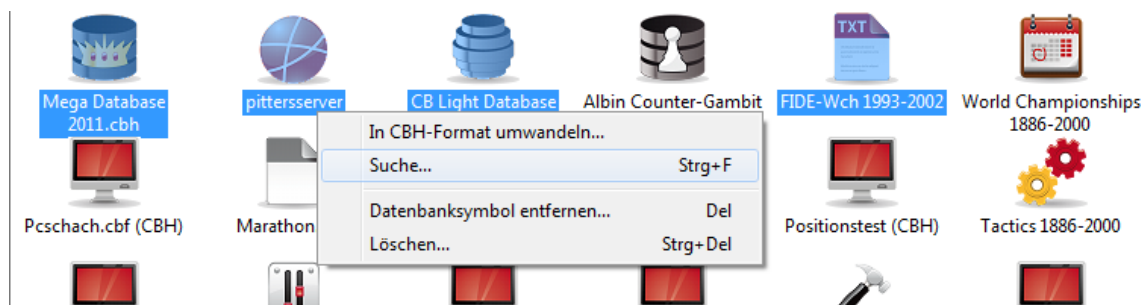 TXT
Mega Database
2011.cbh
pittersserver
CB Light Database
Albin Counter-Gambit
FIDE-Wch 1993-2002
World Championships
1886-2000
In CBH-Format umwandeln...
Suche... Strg+F
Datenbanksymbol entfernen... Del
Löschen... Strg+Del
Pcschach.cbf (CBH)
Marathon
Positionstest (CBH)
Tactics 1886-2000